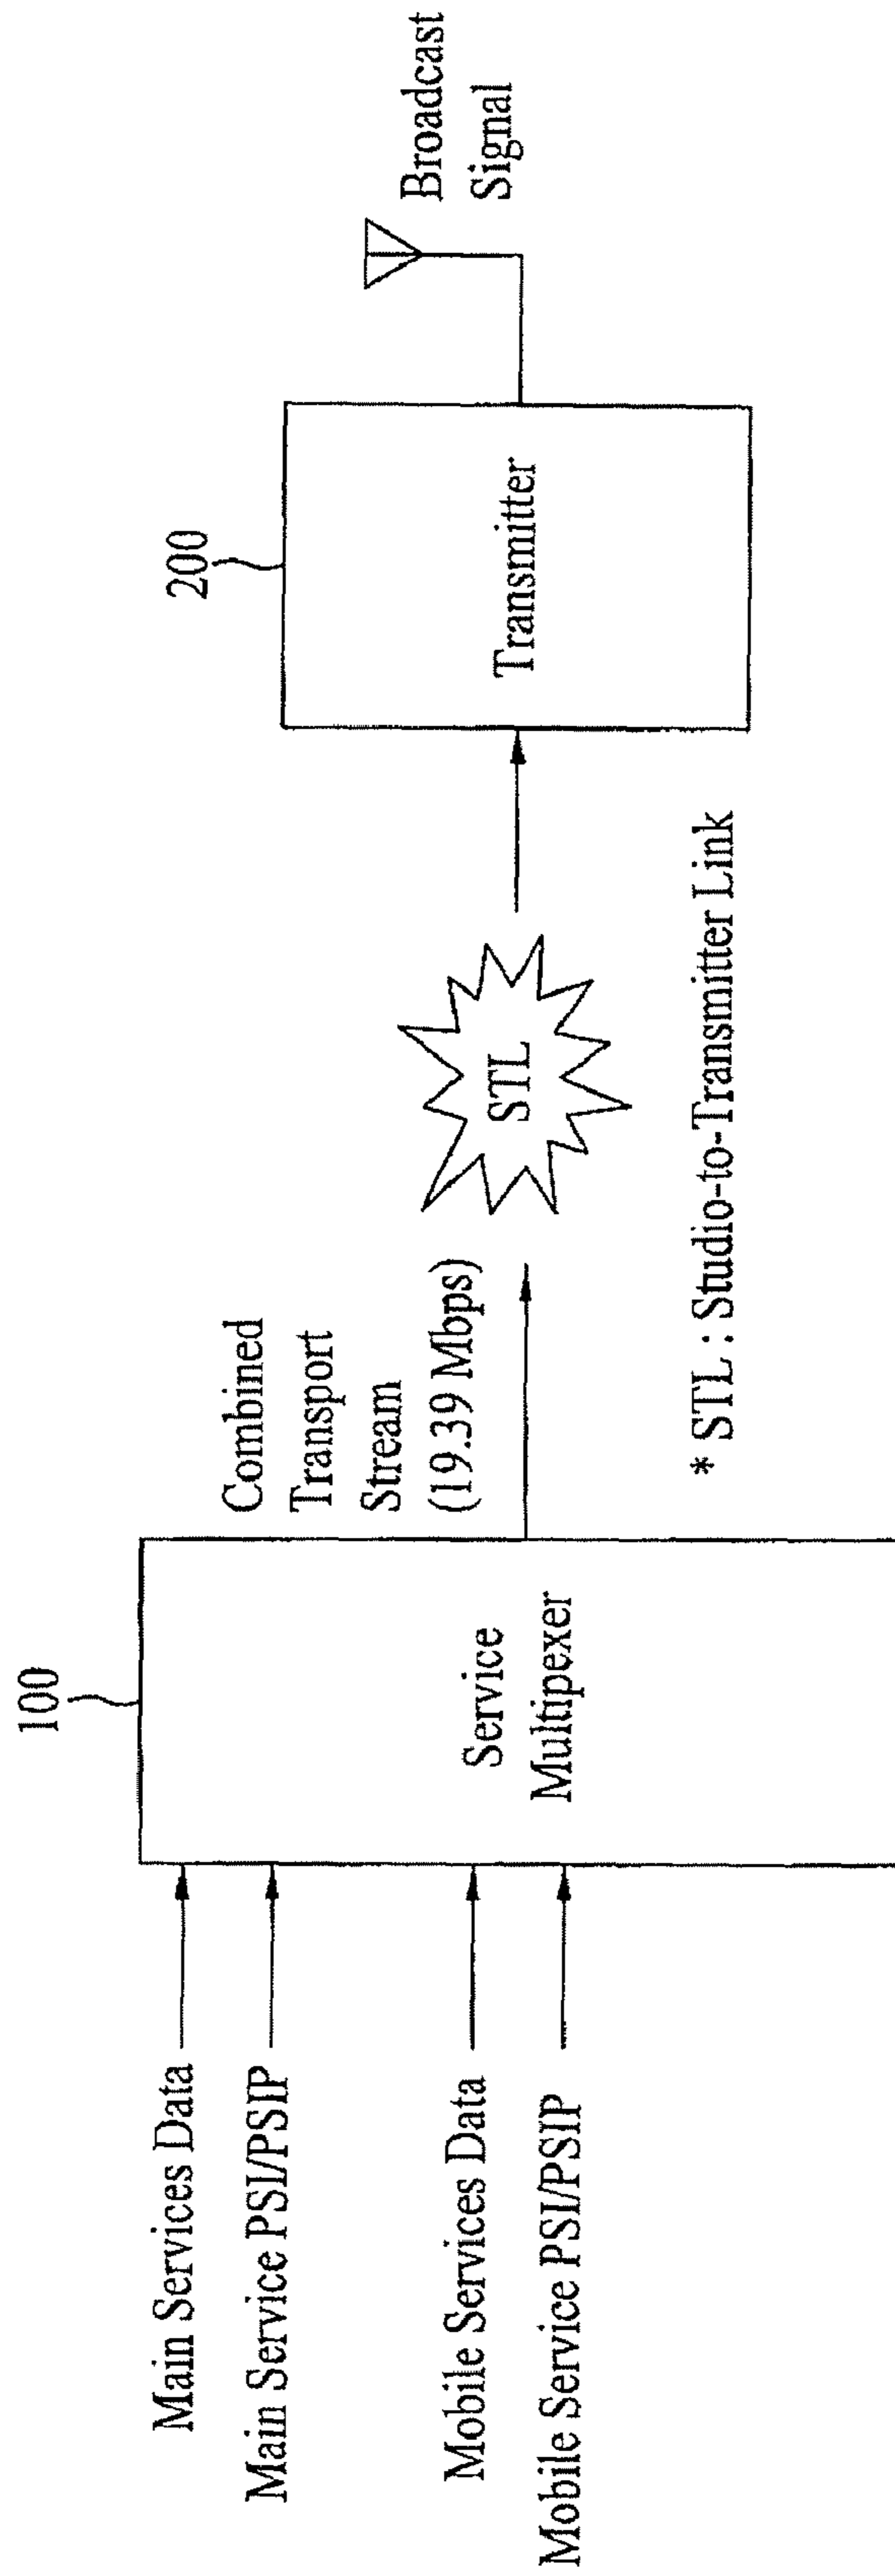 Main Services Data
Main Service PSI/PSIP
Mobile Services Data
Mobile Service PSI/PSIP
100
Service
Multipexer
Combined
Transport
Stream
(19.39 Mbps)
STL
* STL : Studio-to-Transmitter Link
200
Transmitter
Broadcast
Signal